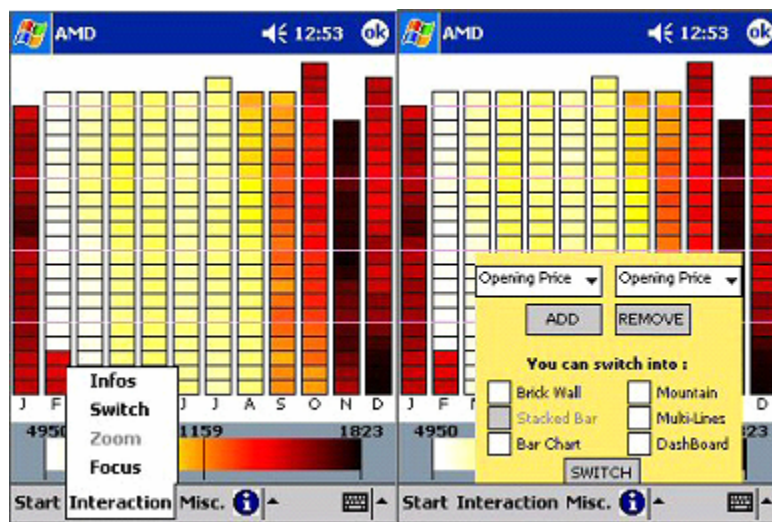 AMD 12:53 ok
J F J J A S O N D
4950 1159 1823
Infos
Switch
Zoom
Focus
Start Interaction Misc.
AMD 12:53 ok
Opening Price Opening Price
ADD REMOVE
You can switch into :
Brick Wall Mountain
Stacked Bar Multi-Lines
Bar Chart DashBoard
SWITCH
J F D
4950 23
Start Interaction Misc.